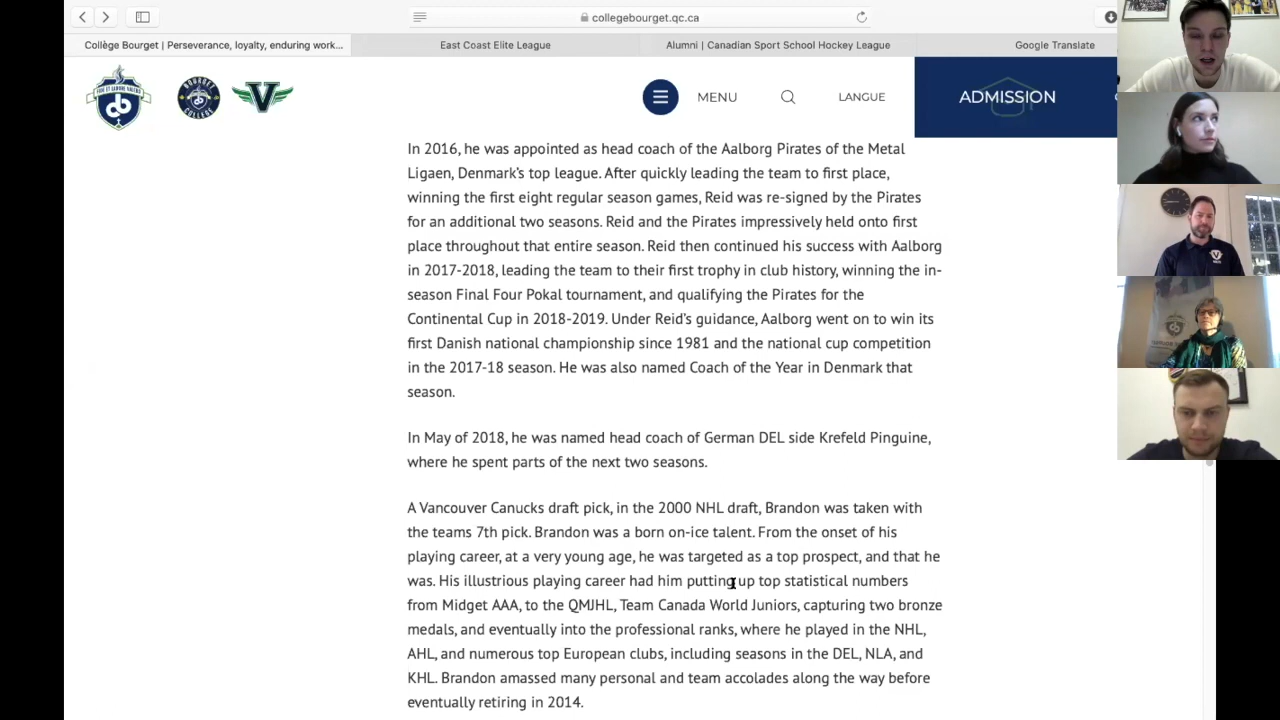 collegebourget.qc.ca
Collège Bourget | Perseverance, loyalty, enduring work...
East Coast Elite League
Alumni | Canadian Sport School Hockey League
Google Translate
MENU
LANGUE
ADMISSION
In 2016, he was appointed as head coach of the Aalborg Pirates of the Metal
Ligaen, Denmark's top league. After quickly leading the team to first place,
winning the first eight regular season games, Reid was re-signed by the Pirates
for an additional two seasons. Reid and the Pirates impressively held onto first
place throughout that entire season. Reid then continued his success with Aalborg
in 2017-2018, leading the team to their first trophy in club history, winning the in-
season Final Four Pokal tournament, and qualifying the Pirates for the
Continental Cup in 2018-2019. Under Reid's guidance, Aalborg went on to win its
first Danish national championship since 1981 and the national cup competition
in the 2017-18 season. He was also named Coach of the Year in Denmark that
season.
In May of 2018, he was named head coach of German DEL side Krefeld Pinguine,
where he spent parts of the next two seasons.
A Vancouver Canucks draft pick, in the 2000 NHL draft, Brandon was taken with
the teams 7th pick. Brandon was a born on-ice talent. From the onset of his
playing career, at a very young age, he was targeted as a top prospect, and that he
was. His illustrious playing career had him putting up top statistical numbers
from Midget AAA, to the QMJHL, Team Canada World Juniors, capturing two bronze
medals, and eventually into the professional ranks, where he played in the NHL,
AHL, and numerous top European clubs, including seasons in the DEL, NLA, and
KHL. Brandon amassed many personal and team accolades along the way before
eventually retiring in 2014.